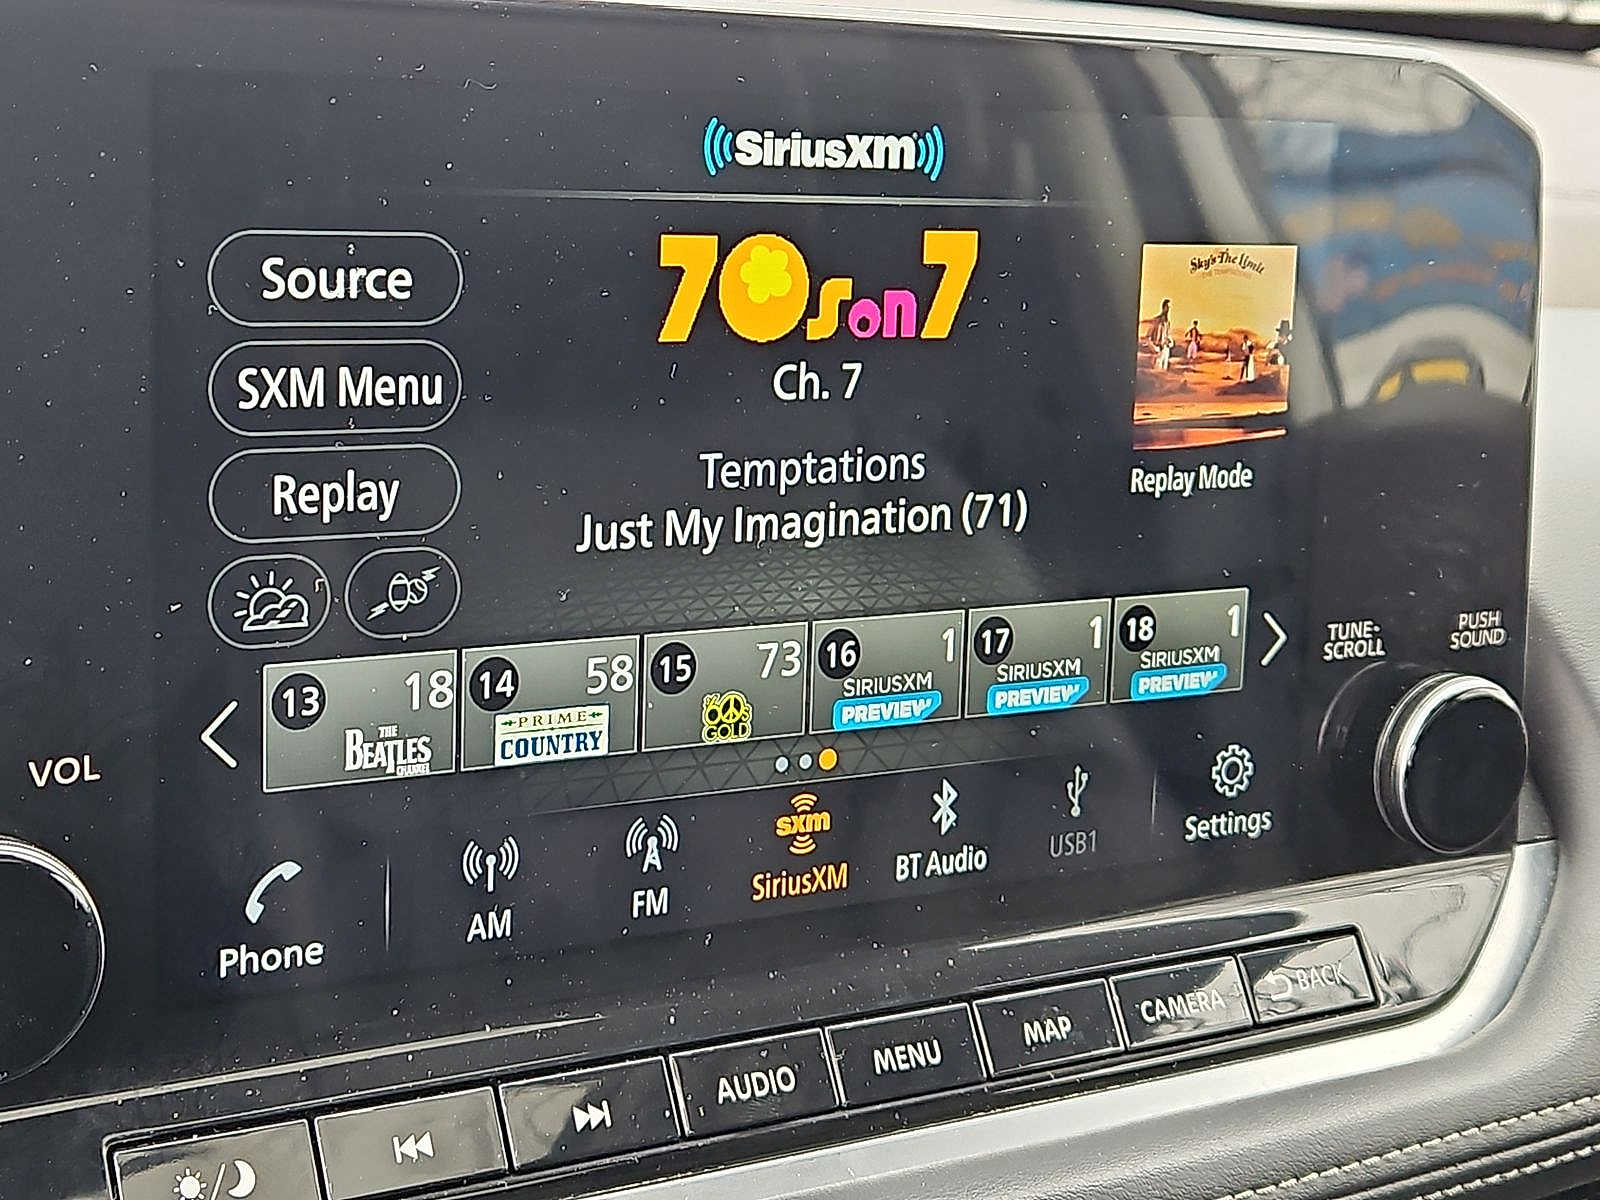 SiriusXM
70s on 7
Ch. 7
Temptations
Just My Imagination (71)
Source
SXM Menu
Replay
Sky's The Limit
THE TEMPTATIONS
Replay Mode
13 18
THE
BEATLES
CHANNEL
14 58
PRIME
COUNTRY
15 73
60s
GOLD
16 1
SIRIUSXM
PREVIEW
17 1
SIRIUSXM
PREVIEW
18 1
SIRIUSXM
PREVIEW
TUNE-
SCROLL
PUSH
SOUND
VOL
Phone
AM
FM
sxm
SiriusXM
BT Audio
USB1
Settings
AUDIO
MENU
MAP
CAMERA
BACK